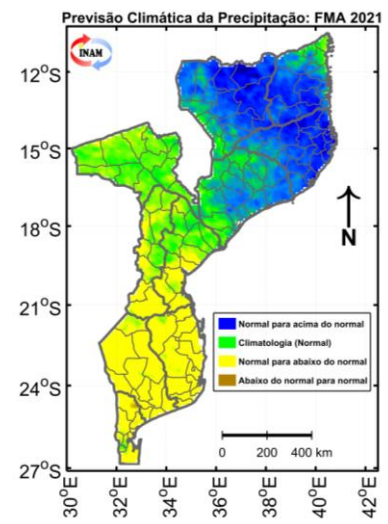 Previsão Climática da Precipitação: FMA 2021
INAM
12°S
15°S
18°S
21°S
24°S
27°S
N
Normal para acima do normal
Climatologia (Normal)
Normal para abaixo do normal
Abaixo do normal para normal
0 200 400 km
30°E 32°E 34°E 36°E 38°E 40°E 42°E